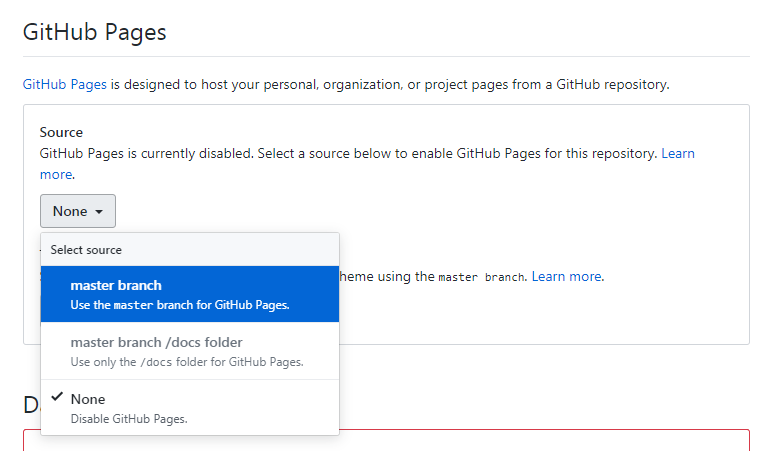 GitHub Pages
GitHub Pages is designed to host your personal, organization, or project pages from a GitHub repository.
Source
GitHub Pages is currently disabled. Select a source below to enable GitHub Pages for this repository. Learn
more.
None
Select source
master branch
Use the master branch for GitHub Pages.
heme using the master branch. Learn more.
master branch /docs folder
Use only the /docs folder for GitHub Pages.
None
Disable GitHub Pages.